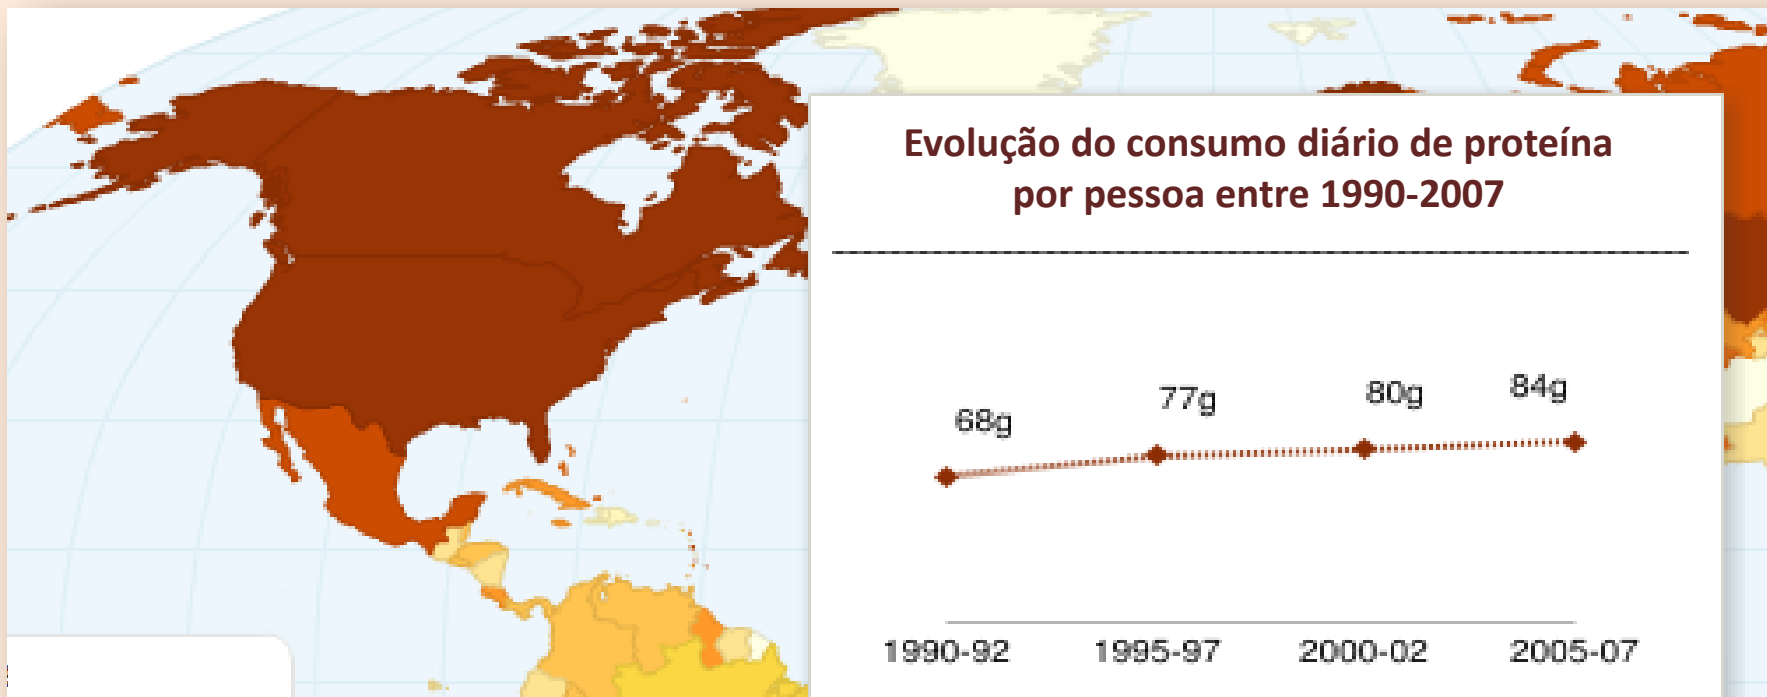 Evolução do consumo diário de proteína
por pessoa entre 1990-2007
68g 77g 80g 84g
1990-92 1995-97 2000-02 2005-07